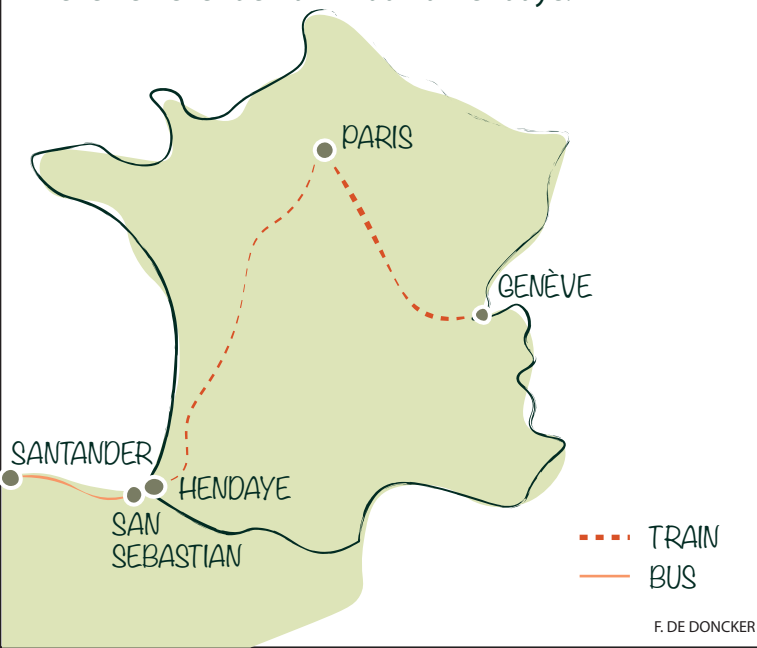 PARIS
GENÈVE
SANTANDER
HENDAYE
SAN
SEBASTIAN
TRAIN
BUS
F. DE DONCKER